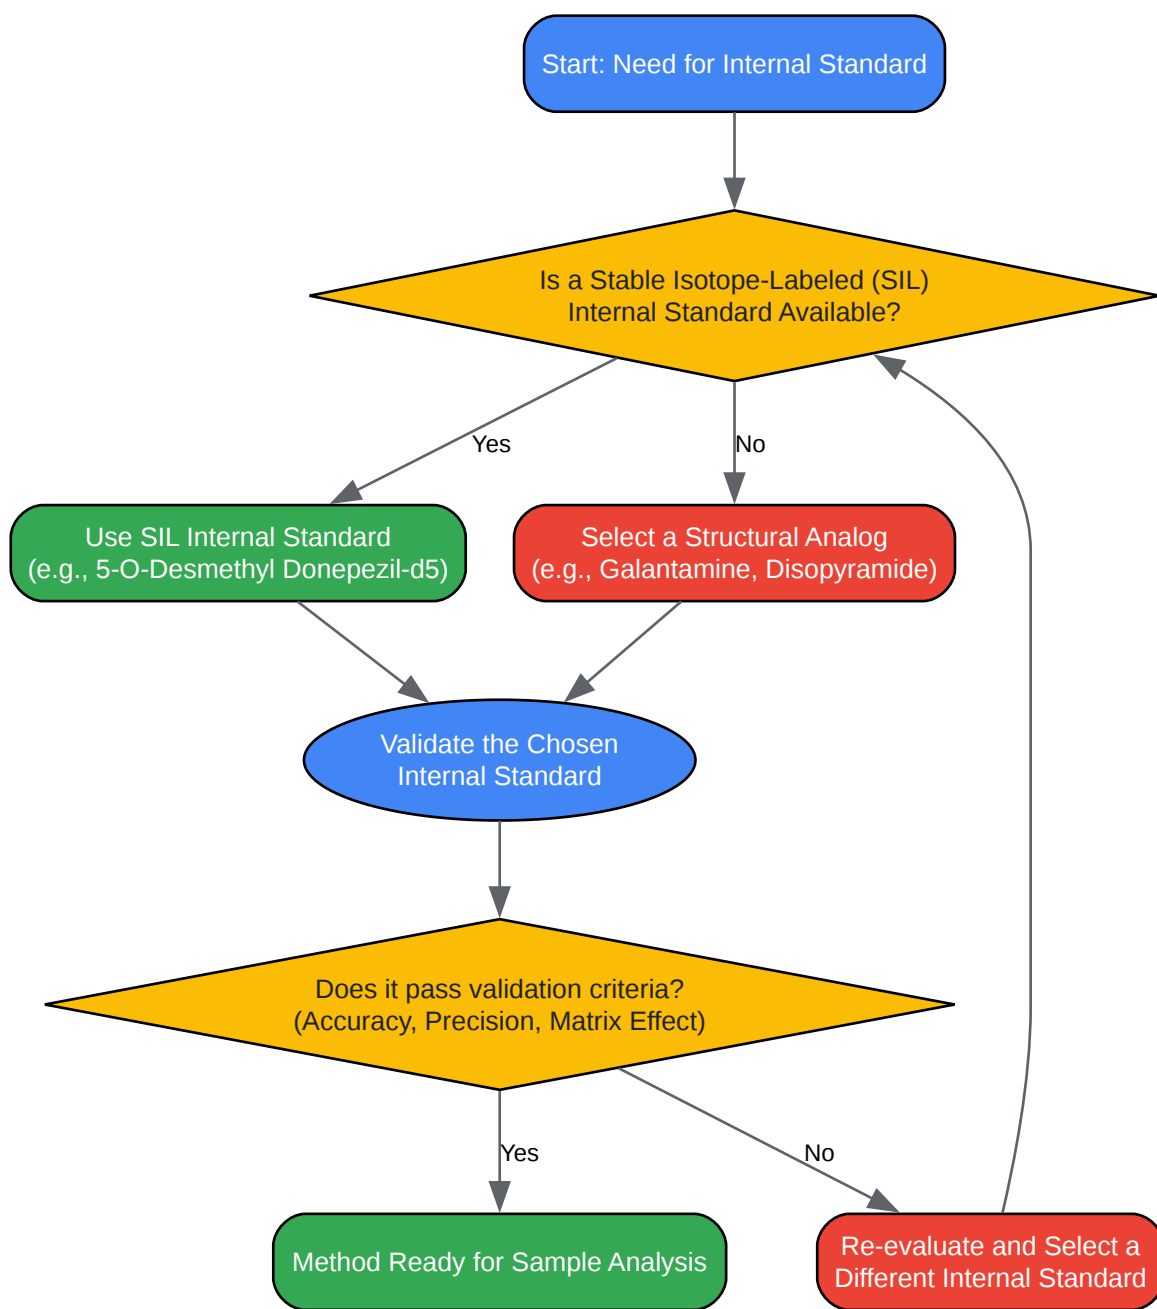 Start: Need for Internal Standard
Is a Stable Isotope-Labeled (SIL)
Internal Standard Available?
Yes
No
Use SIL Internal Standard
(e.g., 5-O-Desmethyl Donepezil-d5)
Select a Structural Analog
(e.g., Galantamine, Disopyramide)
Validate the Chosen
Internal Standard
Does it pass validation criteria?
(Accuracy, Precision, Matrix Effect)
Yes
No
Method Ready for Sample Analysis
Re-evaluate and Select a
Different Internal Standard